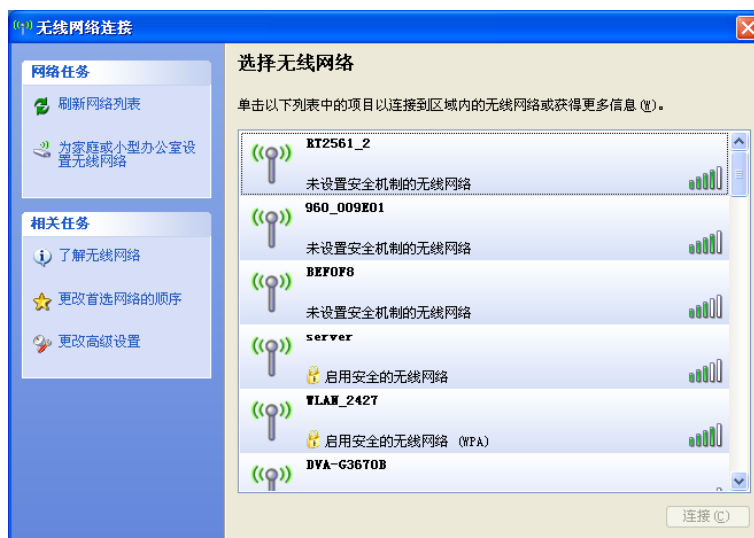 无线网络连接
网络任务
刷新网络列表
为家庭或小型办公室设
置无线网络
相关任务
了解无线网络
更改首选网络的顺序
更改高级设置
选择无线网络
单击以下列表中的项目以连接到区域内的无线网络或获得更多信息(W)。
RT2561_2
未设置安全机制的无线网络
960_009E01
未设置安全机制的无线网络
BEF0F8
未设置安全机制的无线网络
server
启用安全的无线网络
WLAN_2427
启用安全的无线网络 (WPA)
DVA-G3670B
连接(C)